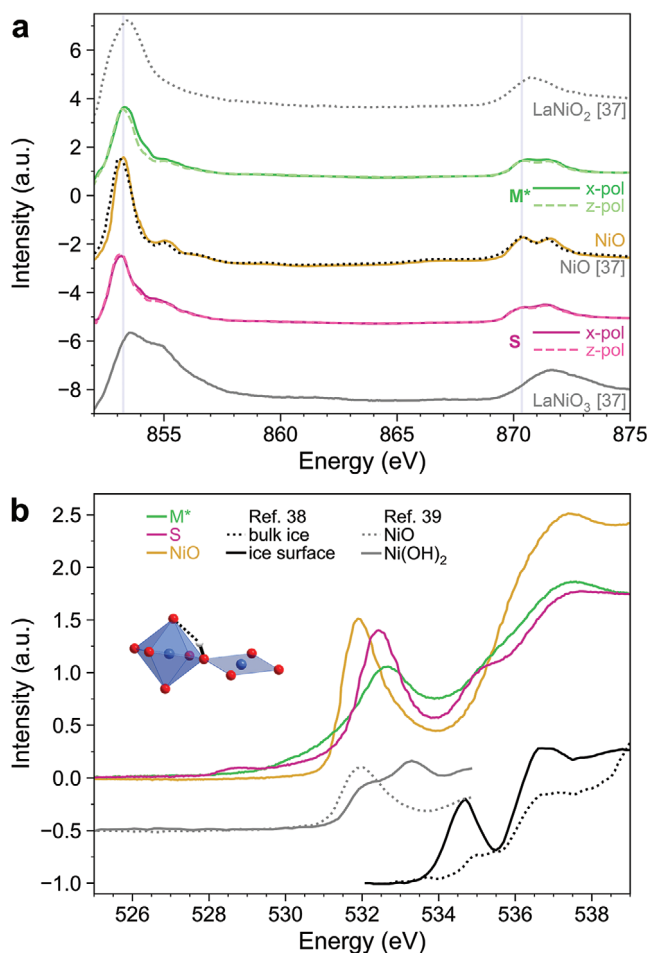 a
Intensity (a.u.)
6
4
2
0
−2
−4
−6
−8
LaNiO2 [37]
M*
x-pol
z-pol
NiO
NiO [37]
S
x-pol
z-pol
LaNiO3 [37]
855
860
865
870
875
Energy (eV)
b
Intensity (a.u.)
2.5
2.0
1.5
1.0
0.5
0.0
−0.5
−1.0
M*
S
NiO
Ref. 38
bulk ice
ice surface
Ref. 39
NiO
Ni(OH)2
526
528
530
532
534
536
538
Energy (eV)